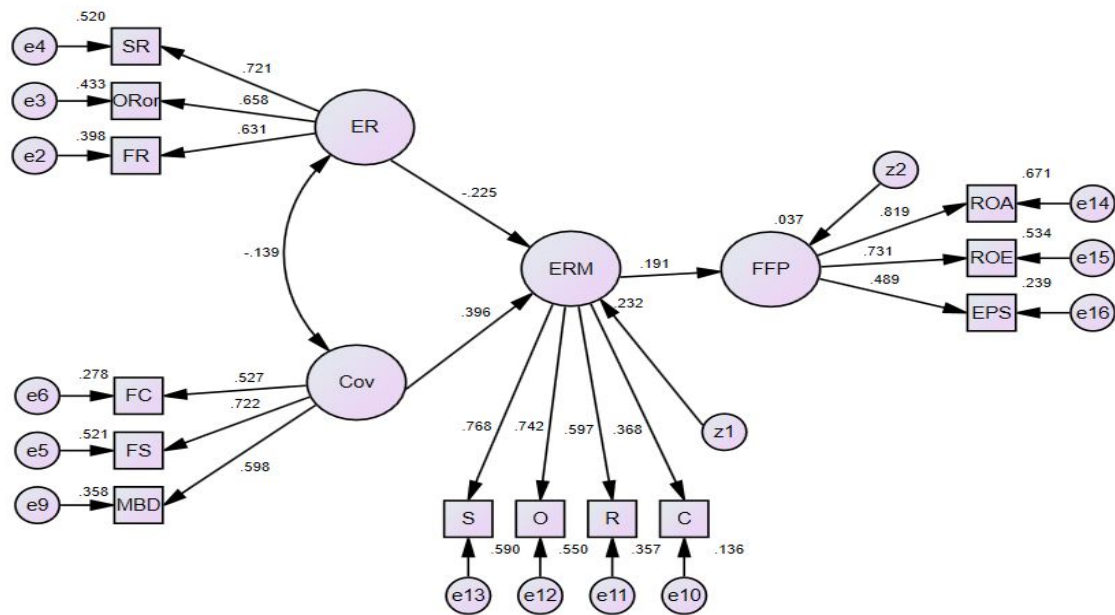 .520
e4
SR
.721
.433
e3
ORor
.658
.398
e2
FR
.631
ER
-.225
-.139
z2
.671
ROA
e14
.819
.037
.534
ROE
e15
.731
ERM
.191
FFP
.489
.239
EPS
e16
.232
.396
Cov
.278
e6
FC
.527
.722
.521
e5
FS
.598
.358
e9
MBD
.768
.742
.597
.368
z1
S
O
R
C
.590
.550
.357
.136
e13
e12
e11
e10